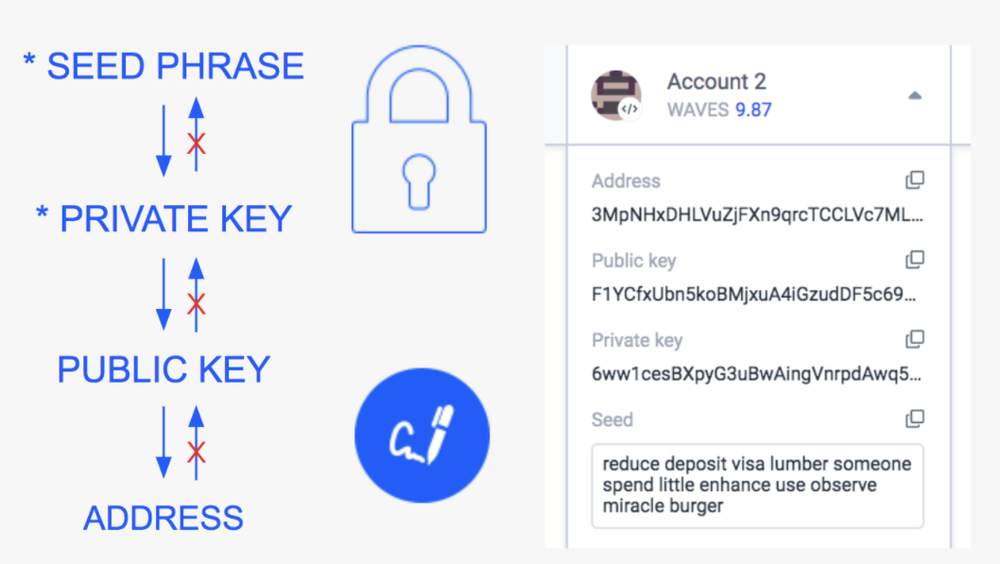 * SEED PHRASE
X
* PRIVATE KEY
X
PUBLIC KEY
X
ADDRESS
</> 
Account 2
WAVES 9.87
Address
3MpNHxDHLVuZjFXn9qrcTCCLVc7ML...
Public key
F1YCfxUbn5koBMjxuA4iGzudDF5c69...
Private key
6ww1cesBXpyG3uBwAingVnrpdAwq5...
Seed
reduce deposit visa lumber someone
spend little enhance use observe
miracle burger